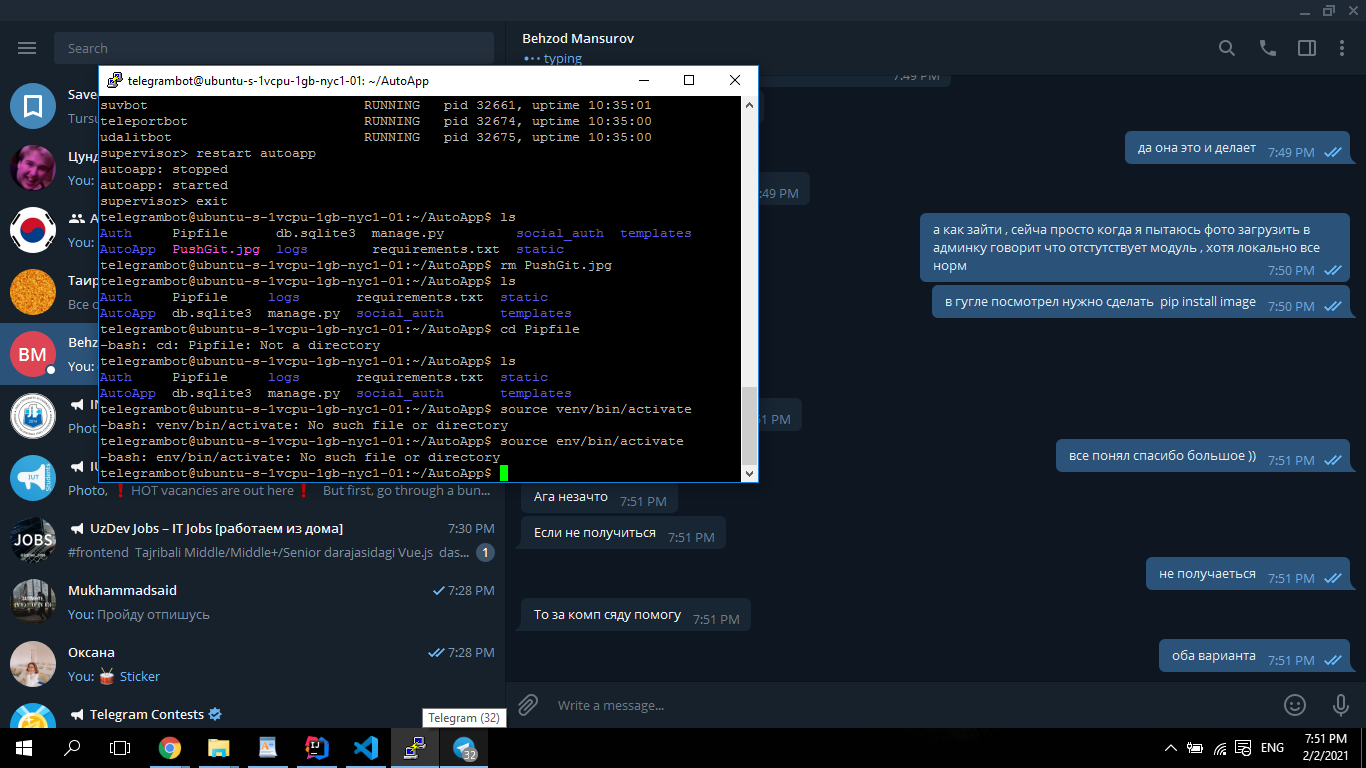 Search
Behzod Mansurov
typing
Save
Tursu
Цунд
You:
A
You:
Таир
Все о
BM
Behz
You:
Phot
IU
Photo, ❗ HOT vacancies are out here ❗ But first, go through a bun...
JOBS
UzDev Jobs – IT Jobs [работаем из дома]
7:30 PM
#frontend Tajribali Middle/Middle+/Senior darajasidagi Vue.js das...
1
Mukhammadsaid
7:28 PM
You: Пройду отпишусь
Оксана
7:28 PM
You: 🥁 Sticker
Telegram Contests
telegrambot@ubuntu-s-1vcpu-1gb-nyc1-01: ~/AutoApp
suvbot RUNNING pid 32661, uptime 10:35:01
teleportbot RUNNING pid 32674, uptime 10:35:00
udalitbot RUNNING pid 32675, uptime 10:35:00
supervisor> restart autoapp
autoapp: stopped
autoapp: started
supervisor> exit
telegrambot@ubuntu-s-1vcpu-1gb-nyc1-01:~/AutoApp$ ls
Auth Pipfile db.sqlite3 manage.py social_auth templates
AutoApp PushGit.jpg logs requirements.txt static
telegrambot@ubuntu-s-1vcpu-1gb-nyc1-01:~/AutoApp$ rm PushGit.jpg
telegrambot@ubuntu-s-1vcpu-1gb-nyc1-01:~/AutoApp$ ls
Auth Pipfile logs requirements.txt static
AutoApp db.sqlite3 manage.py social_auth templates
telegrambot@ubuntu-s-1vcpu-1gb-nyc1-01:~/AutoApp$ cd Pipfile
-bash: cd: Pipfile: Not a directory
telegrambot@ubuntu-s-1vcpu-1gb-nyc1-01:~/AutoApp$ ls
Auth Pipfile logs requirements.txt static
AutoApp db.sqlite3 manage.py social_auth templates
telegrambot@ubuntu-s-1vcpu-1gb-nyc1-01:~/AutoApp$ source venv/bin/activate
-bash: venv/bin/activate: No such file or directory
telegrambot@ubuntu-s-1vcpu-1gb-nyc1-01:~/AutoApp$ source env/bin/activate
-bash: env/bin/activate: No such file or directory
telegrambot@ubuntu-s-1vcpu-1gb-nyc1-01:~/AutoApp$
7:49 PM
да она это и делает 7:49 PM
:49 PM
а как зайти , сейча просто когда я пытаюсь фото загрузить в
админку говорит что отстутствует модуль , хотя локально все
норм
7:50 PM
в гугле посмотрел нужно сделать pip install image 7:50 PM
51 PM
все понял спасибо большое )) 7:51 PM
Ага незачто 7:51 PM
Если не получиться 7:51 PM
не получаеться 7:51 PM
То за комп сяду помогу 7:51 PM
оба варианта 7:51 PM
Write a message...
Telegram (32)
32
ENG
7:51 PM
2/2/2021